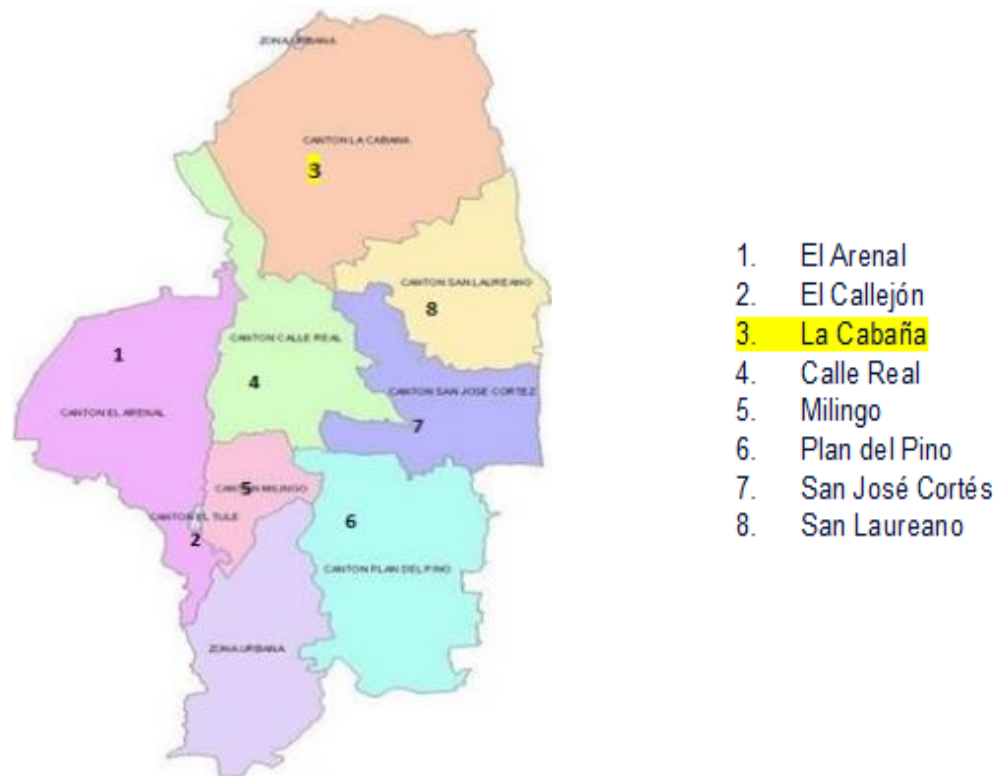 ZONA URBANA
CANTON LA CABANA
3
CANTON SAN LAUREANO
8
1
CANTON CALLE REAL
4
CANTON SAN JOSE CORTEZ
CANTON EL ARENAL
7
CANTON MILINGO
5
CANTON EL TULE
6
2
CANTON PLAN DEL PINO
ZONA URBANA
1. El Arenal
2. El Callejón
3. La Cabaña
4. Calle Real
5. Milingo
6. Plan del Pino
7. San José Cortés
8. San Laureano